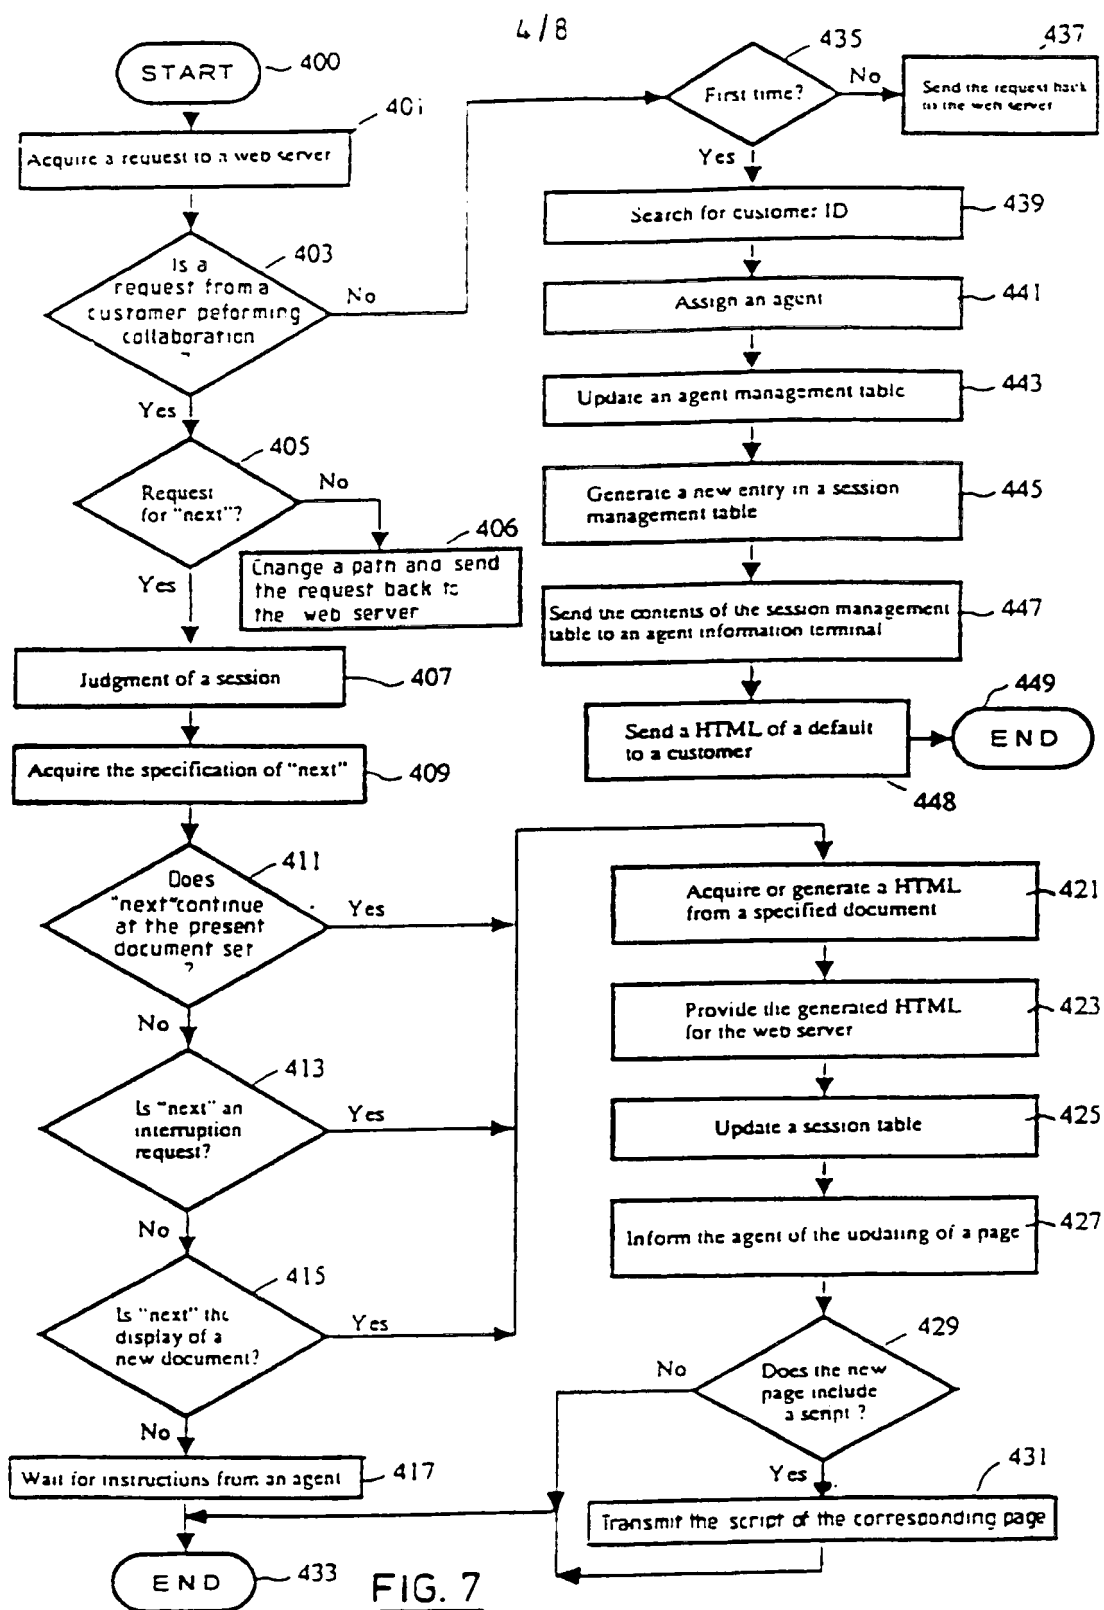 4/8
START
400
401
Acquire a request to a web server
403
Is a
request from a
customer peforming
collaboration
?
No
Yes
405
Request
for "next"?
No
Yes
406
Change a path and send
the request back to
the web server
Judgment of a session
407
Acquire the specification of "next"
409
411
Does
"next"continue
at the present
document set
?
Yes
No
413
Is "next" an
interruption
request?
Yes
No
415
Is "next" the
display of a
new document?
Yes
No
Wait for instructions from an agent
417
END
433
435
First time?
No
437
Send the request back
to the web server
Yes
Search for customer ID
439
Assign an agent
441
Update an agent management table
443
Generate a new entry in a session
management table
445
Send the contents of the session management
table to an agent information terminal
447
Send a HTML of a default
to a customer
448
449
END
Acquire or generate a HTML
from a specified document
421
Provide the generated HTML
for the web server
423
Update a session table
425
Inform the agent of the updating of a page
427
429
Does the new
page include
a script?
No
Yes
431
Transmit the script of the corresponding page
FIG. 7